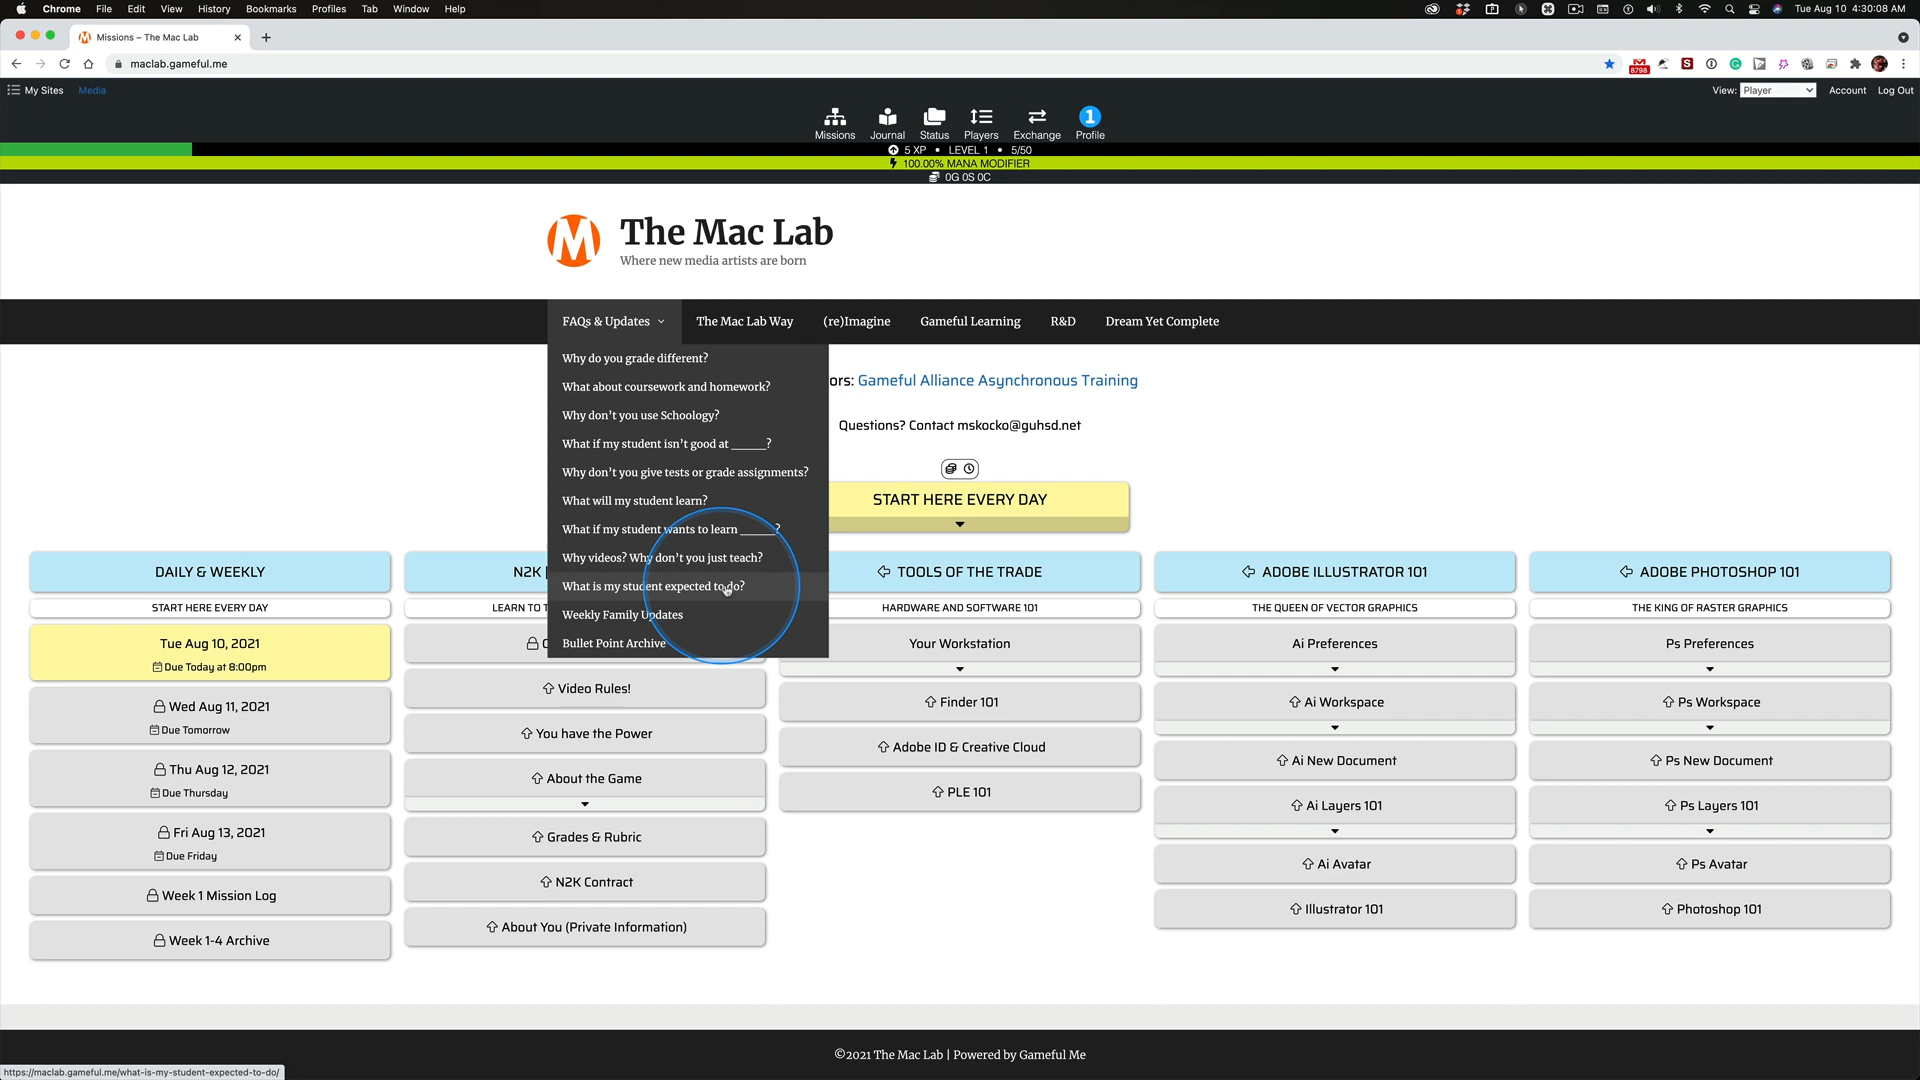 Chrome File Edit View History Bookmarks Profiles Tab Window Help Tue Aug 10 4:30:08 AM
Missions – The Mac Lab
maclab.gameful.me 8798
My Sites Media View: Player Account Log Out
Missions Journal Status Players Exchange 1 Profile
5 XP • LEVEL 1 • 5/50
100.00% MANA MODIFIER
0G 0S 0C
M The Mac Lab
Where new media artists are born
FAQs & Updates The Mac Lab Way (re)Imagine Gameful Learning R&D Dream Yet Complete
Why do you grade different?
What about coursework and homework?
Why don't you use Schoology?
What if my student isn't good at _____?
Why don't you give tests or grade assignments?
What will my student learn?
What if my student wants to learn _____?
Why videos? Why don't you just teach?
What is my student expected to do?
Weekly Family Updates
Bullet Point Archive
ors: Gameful Alliance Asynchronous Training
Questions? Contact mskocko@guhsd.net
START HERE EVERY DAY
DAILY & WEEKLY
START HERE EVERY DAY
Tue Aug 10, 2021
Due Today at 8:00pm
Wed Aug 11, 2021
Due Tomorrow
Thu Aug 12, 2021
Due Thursday
Fri Aug 13, 2021
Due Friday
Week 1 Mission Log
Week 1-4 Archive
N2K
LEARN TO
Video Rules!
You have the Power
About the Game
Grades & Rubric
N2K Contract
About You (Private Information)
TOOLS OF THE TRADE
HARDWARE AND SOFTWARE 101
Your Workstation
Finder 101
Adobe ID & Creative Cloud
PLE 101
ADOBE ILLUSTRATOR 101
THE QUEEN OF VECTOR GRAPHICS
Ai Preferences
Ai Workspace
Ai New Document
Ai Layers 101
Ai Avatar
Illustrator 101
ADOBE PHOTOSHOP 101
THE KING OF RASTER GRAPHICS
Ps Preferences
Ps Workspace
Ps New Document
Ps Layers 101
Ps Avatar
Photoshop 101
©2021 The Mac Lab | Powered by Gameful Me
https://maclab.gameful.me/what-is-my-student-expected-to-do/